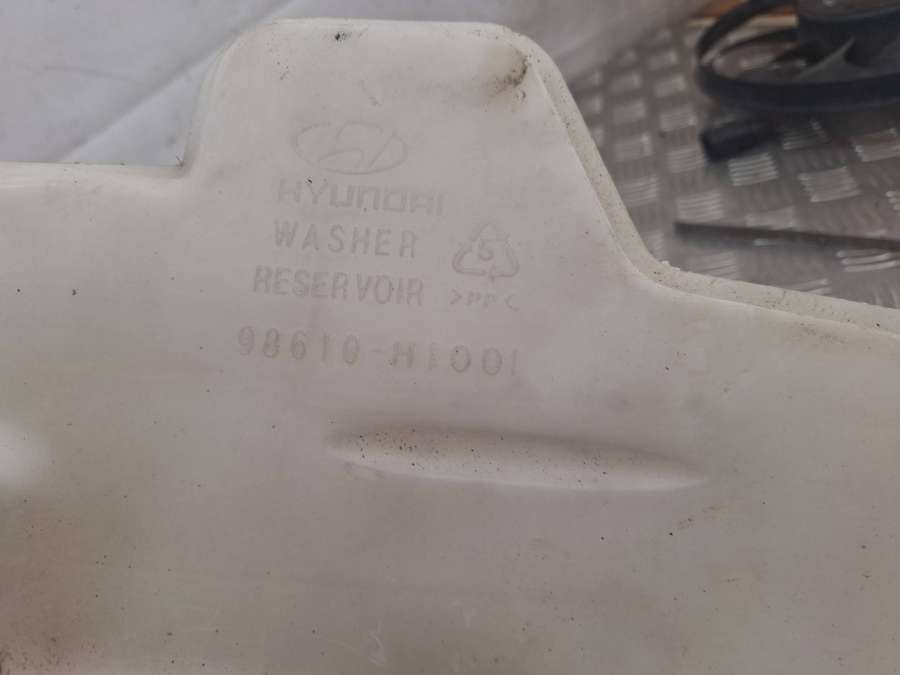 HYUNDAI
WASHER
RESERVOIR
5
>PP<
98610-H1001